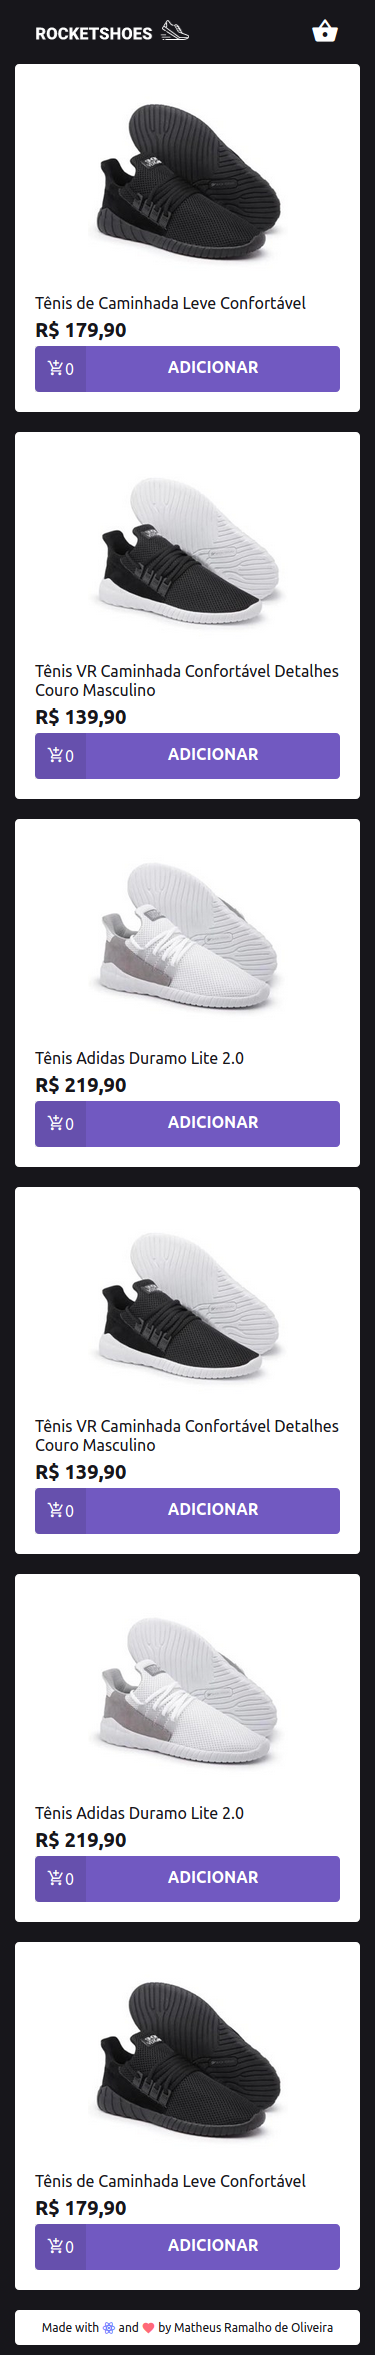 ROCKETSHOES
Tênis de Caminhada Leve Confortável
R$ 179,90
0 ADICIONAR
Tênis VR Caminhada Confortável Detalhes
Couro Masculino
R$ 139,90
0 ADICIONAR
Tênis Adidas Duramo Lite 2.0
R$ 219,90
0 ADICIONAR
Tênis VR Caminhada Confortável Detalhes
Couro Masculino
R$ 139,90
0 ADICIONAR
Tênis Adidas Duramo Lite 2.0
R$ 219,90
0 ADICIONAR
Tênis de Caminhada Leve Confortável
R$ 179,90
0 ADICIONAR
Made with and by Matheus Ramalho de Oliveira